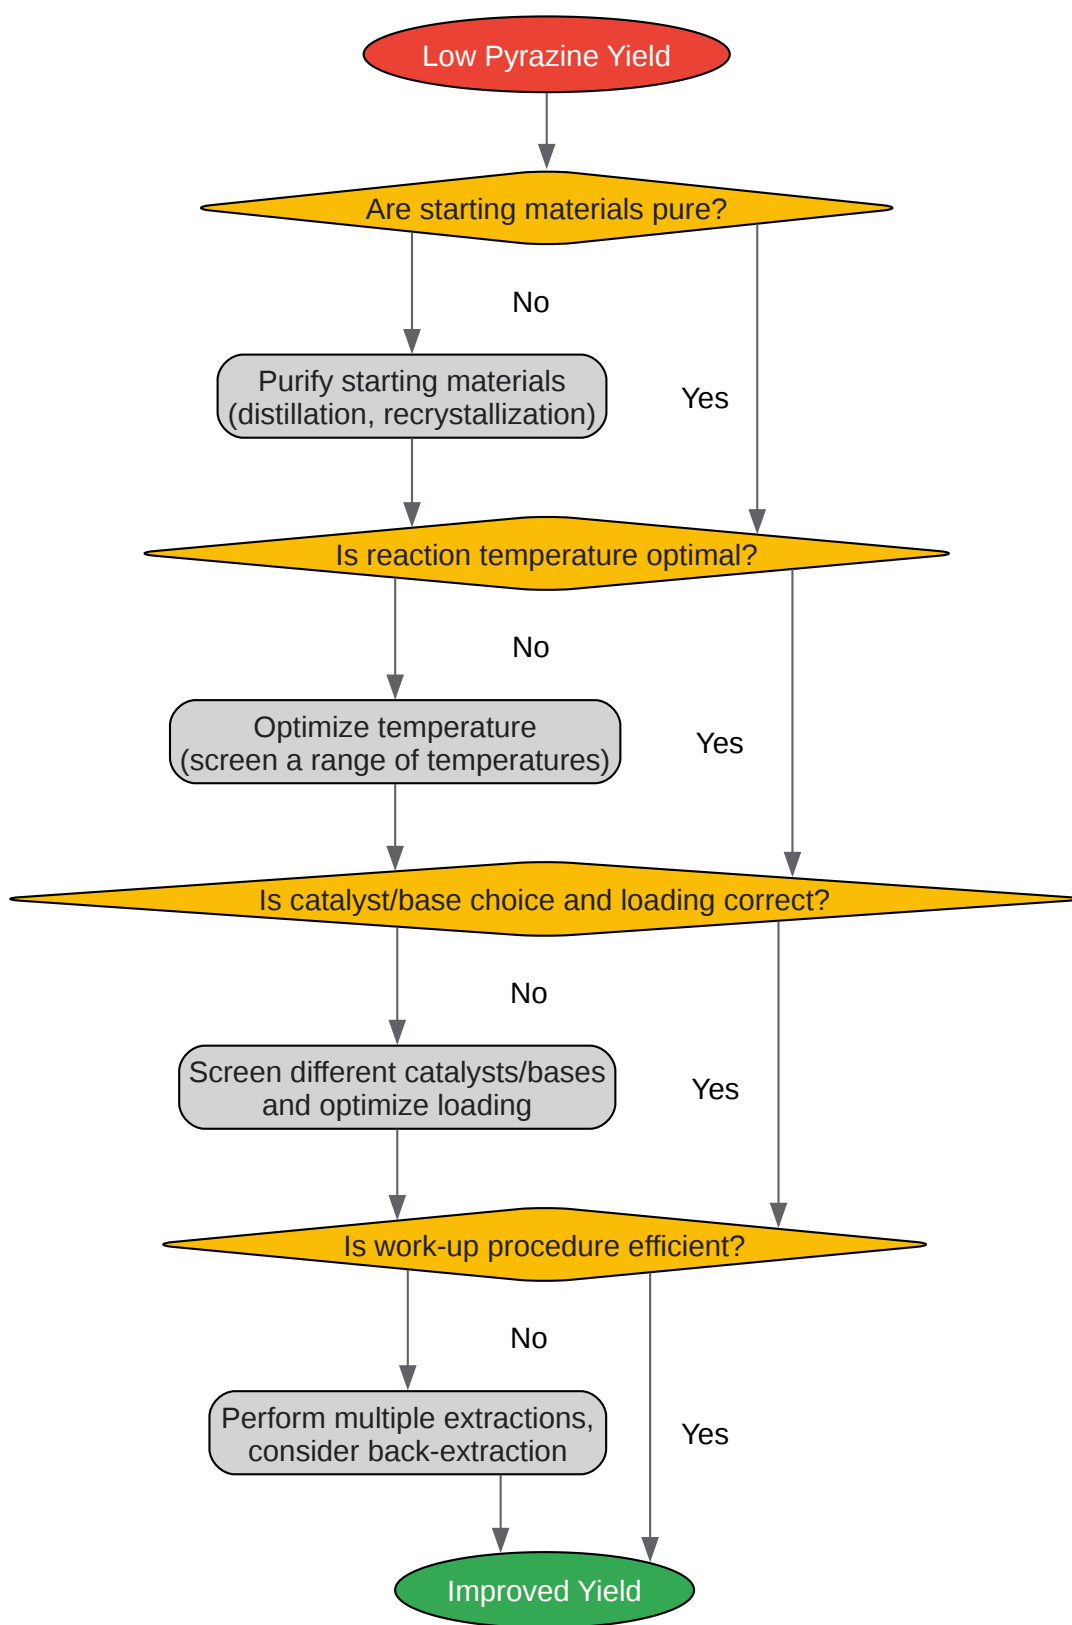 Low Pyrazine Yield
Are starting materials pure?
No
Purify starting materials
(distillation, recrystallization)
Yes
Is reaction temperature optimal?
No
Optimize temperature
(screen a range of temperatures)
Yes
Is catalyst/base choice and loading correct?
No
Screen different catalysts/bases
and optimize loading
Yes
Is work-up procedure efficient?
No
Perform multiple extractions,
consider back-extraction
Yes
Improved Yield